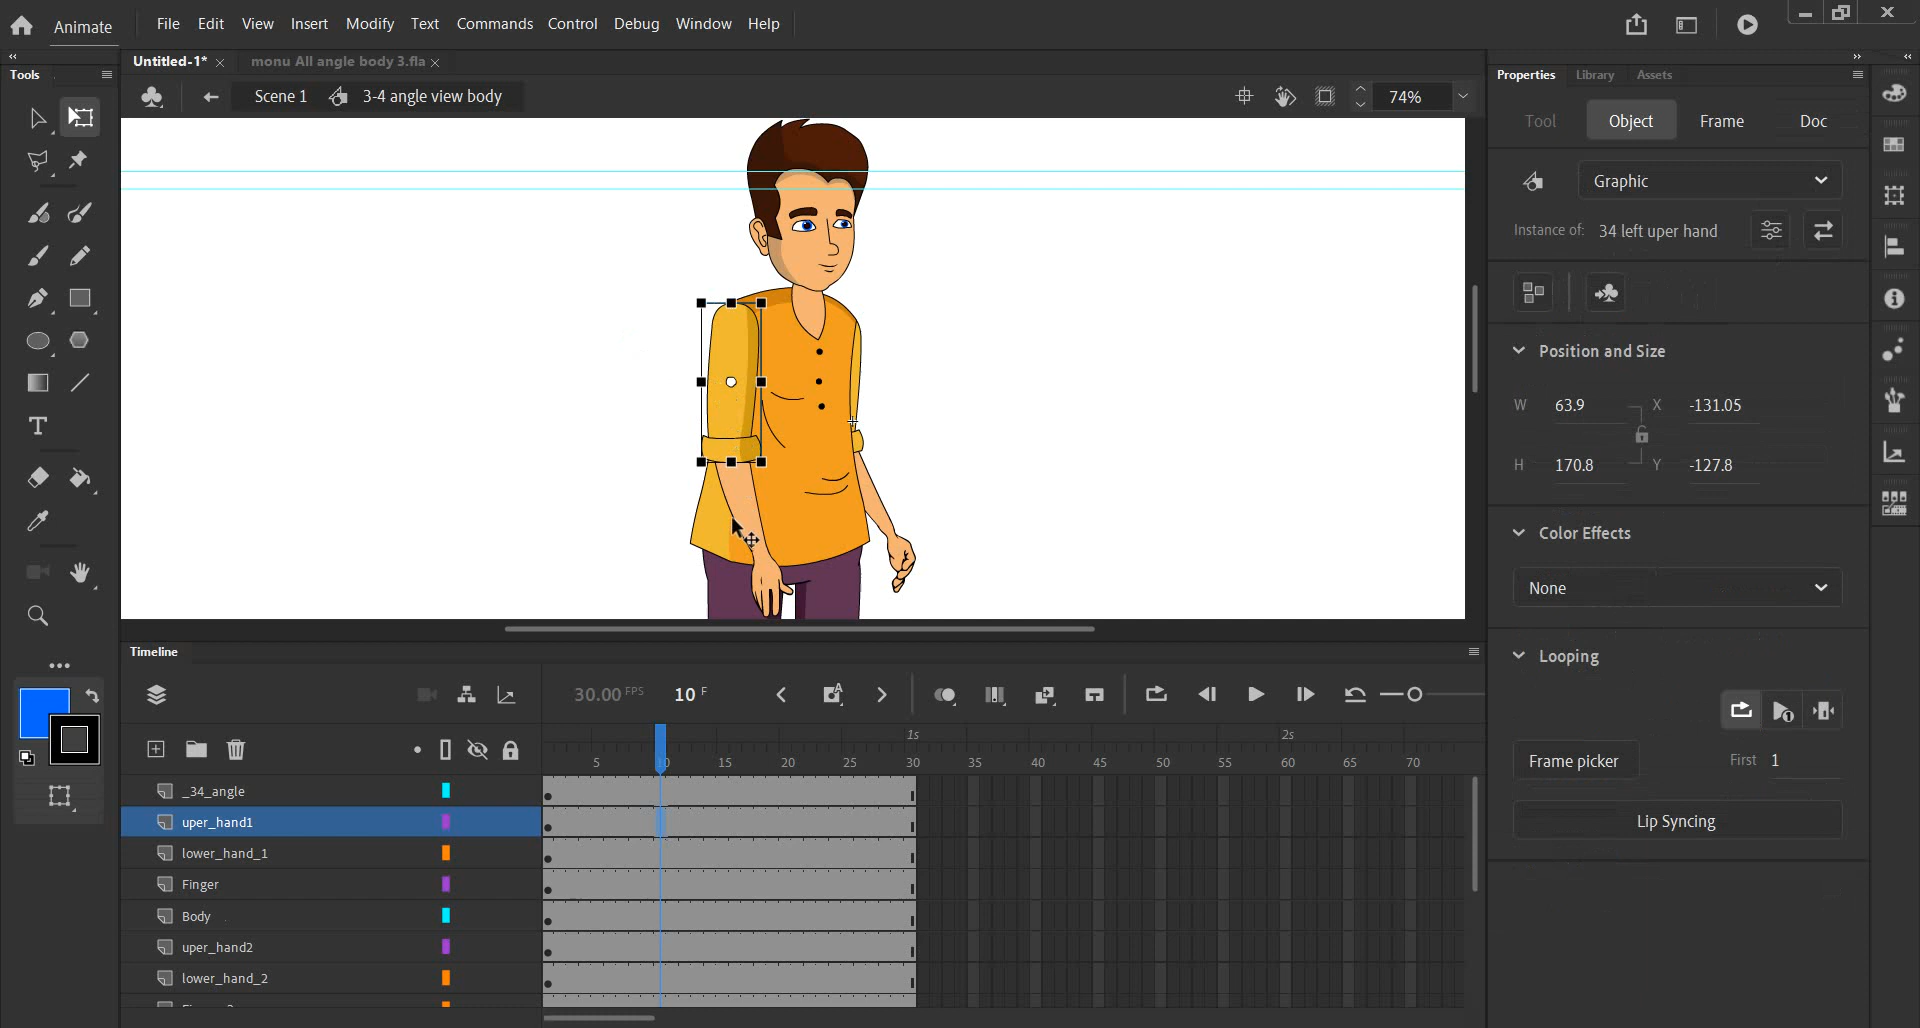 Animate File Edit View Insert Modify Text Commands Control Debug Window Help
Tools
Untitled-1* monu All angle body 3.fla
Scene 1 3-4 angle view body 74%
Properties Library Assets
Tool Object Frame Doc
Graphic
Instance of: 34 left uper hand
Position and Size
W 63.9 X -131.05
H 170.8 Y -127.8
Color Effects
None
Looping
Frame picker First 1
Lip Syncing
T
Timeline
30.00 FPS 10 F
1s 2s
5 10 15 20 25 30 35 40 45 50 55 60 65 70
_34_angle
uper_hand1
lower_hand_1
Finger
Body
uper_hand2
lower_hand_2